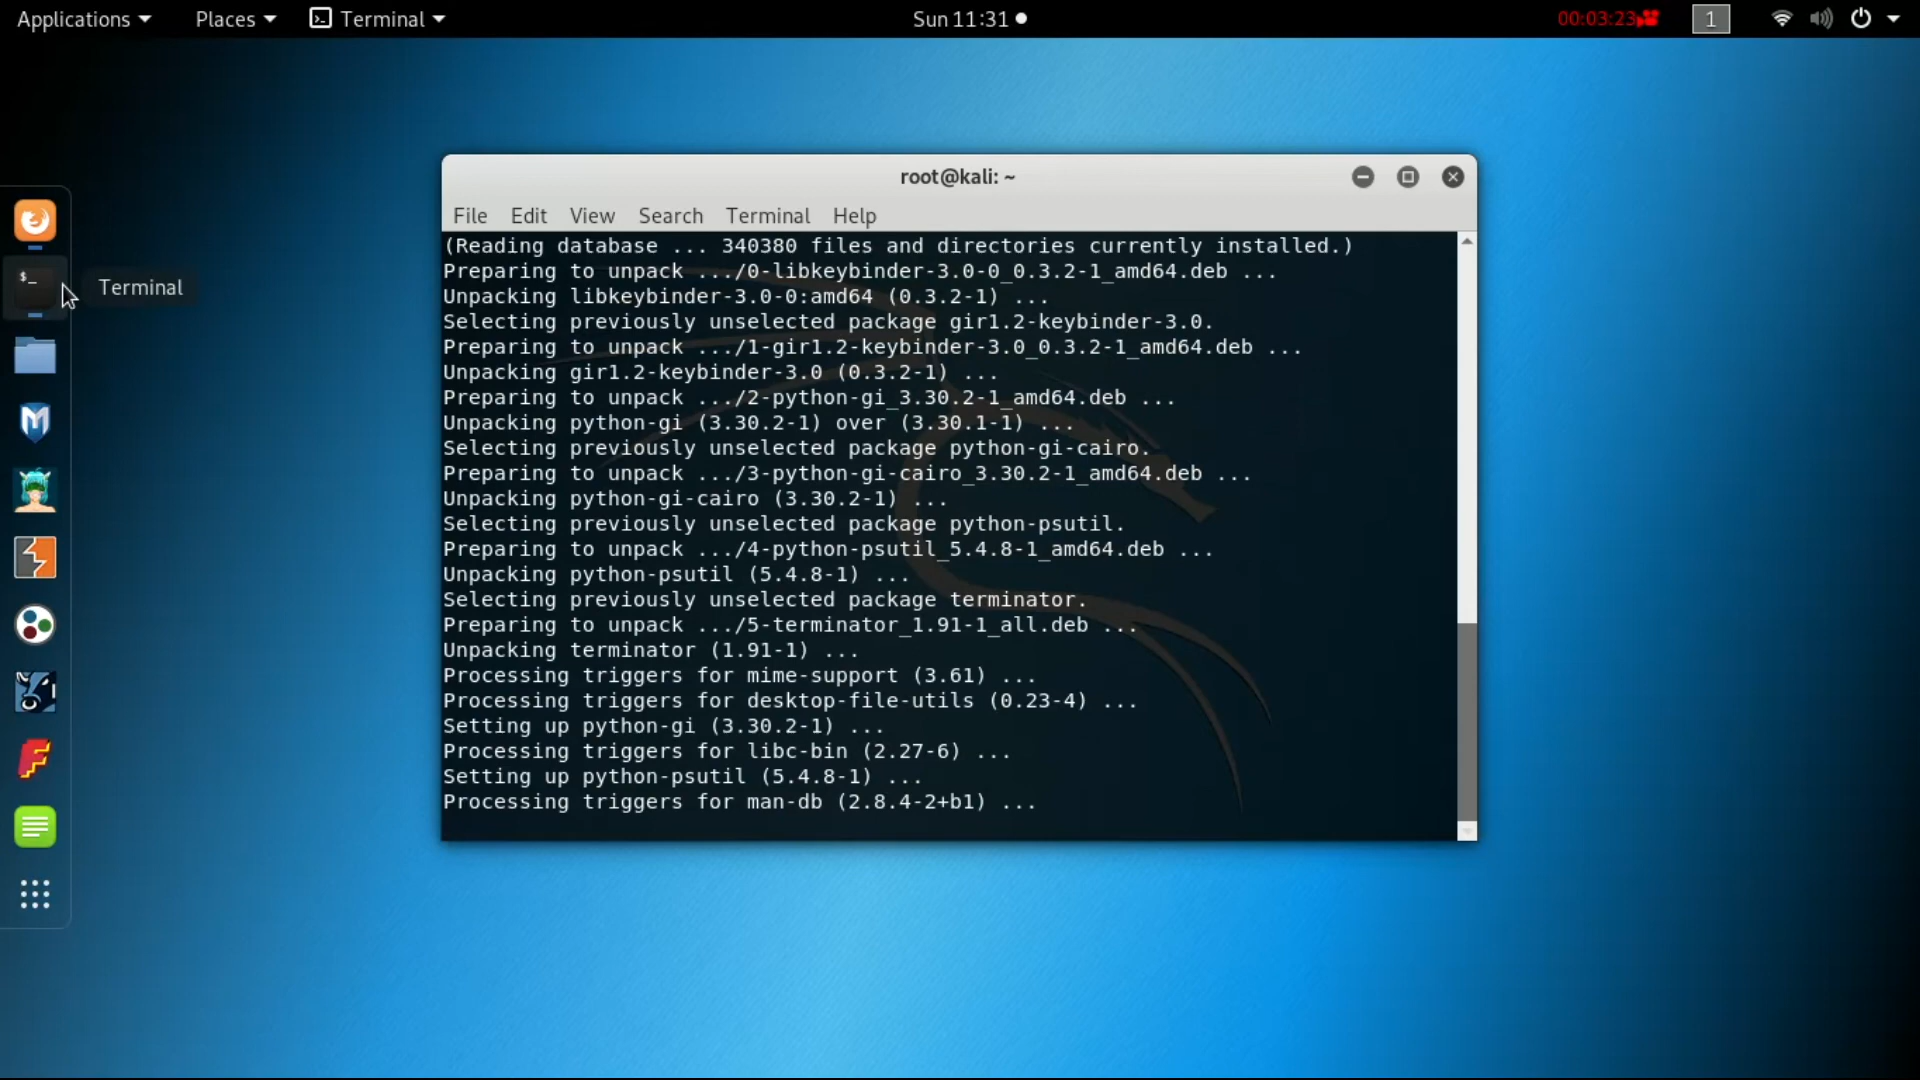 Applications Places Terminal Sun 11:31 00:03:23 1
root@kali: ~
File Edit View Search Terminal Help
(Reading database ... 340380 files and directories currently installed.)
Preparing to unpack .../0-libkeybinder-3.0-0_0.3.2-1_amd64.deb ...
Unpacking libkeybinder-3.0-0:amd64 (0.3.2-1) ...
Selecting previously unselected package gir1.2-keybinder-3.0.
Preparing to unpack .../1-gir1.2-keybinder-3.0_0.3.2-1_amd64.deb ...
Unpacking gir1.2-keybinder-3.0 (0.3.2-1) ...
Preparing to unpack .../2-python-gi_3.30.2-1_amd64.deb ...
Unpacking python-gi (3.30.2-1) over (3.30.1-1) ...
Selecting previously unselected package python-gi-cairo.
Preparing to unpack .../3-python-gi-cairo_3.30.2-1_amd64.deb ...
Unpacking python-gi-cairo (3.30.2-1) ...
Selecting previously unselected package python-psutil.
Preparing to unpack .../4-python-psutil_5.4.8-1_amd64.deb ...
Unpacking python-psutil (5.4.8-1) ...
Selecting previously unselected package terminator.
Preparing to unpack .../5-terminator_1.91-1_all.deb ...
Unpacking terminator (1.91-1) ...
Processing triggers for mime-support (3.61) ...
Processing triggers for desktop-file-utils (0.23-4) ...
Setting up python-gi (3.30.2-1) ...
Processing triggers for libc-bin (2.27-6) ...
Setting up python-psutil (5.4.8-1) ...
Processing triggers for man-db (2.8.4-2+b1) ...
$_
Terminal